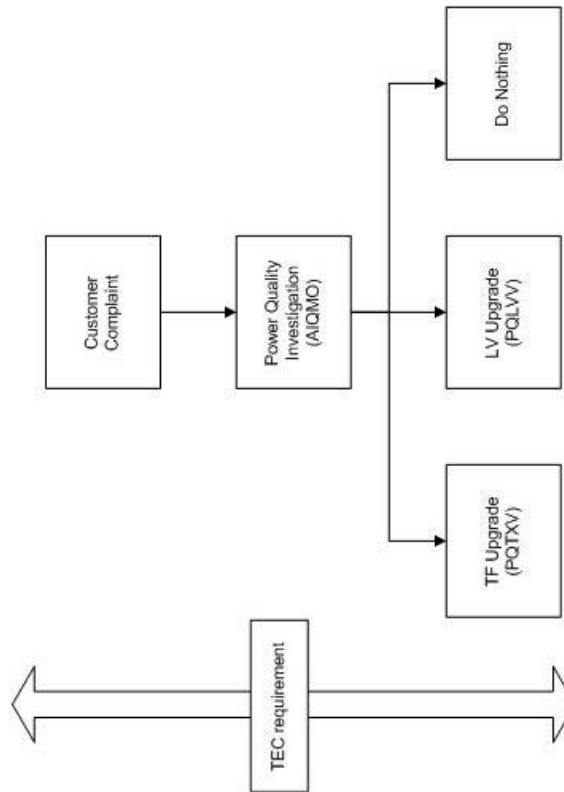 Customer
Complaint
Power Quality
Investigation
(AIQMO)
TF Upgrade
(PQTXV)
LV Upgrade
(PQLVV)
Do Nothing
TEC requirement